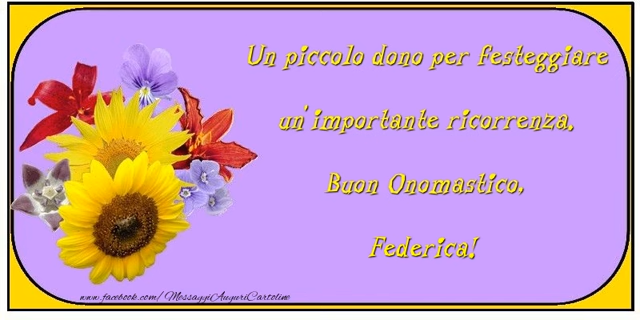 Un piccolo dono per festeggiare
un' importante ricorrenza,
Buon Onomastico,
Federica!
www.facebook.com/MessaggiAuguriCartoline